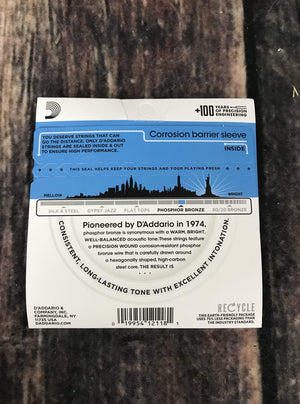 D
+100 YEARS OF PRECISION ENGINEERING
YOU DESERVE STRINGS THAT CAN
GO THE DISTANCE. ONLY D'ADDARIO
STRINGS ARE SEALED INSIDE & OUT
TO ENSURE HIGH PERFORMANCE.
Corrosion barrier sleeve
INSIDE
THIS SEAL HELPS KEEP YOUR STRINGS AND YOUR PLAYING FRESH
MELLOW
BRIGHT
SILK & STEEL
GYPSY JAZZ
FLAT TOPS
PHOSPHOR BRONZE
80/20 BRONZE
Pioneered by D'Addario in 1974,
phosphor bronze is synonymous with a WARM, BRIGHT,
WELL-BALANCED acoustic tone. These strings feature
a PRECISION WOUND corrosion-resistant phosphor
bronze wire that is carefully drawn around
a hexagonally shaped, high-carbon
steel core. THE RESULT IS
CONSISTENT, LONG-LASTING TONE WITH EXCELLENT INTONATION
D'ADDARIO &
COMPANY, INC.
FARMINGDALE, NY
11735 USA
DADDARIO.COM
0 19954 12118 1
RECYCLE
THIS EARTH-FRIENDLY PACKAGE
USES 75% LESS PACKAGING THAN
THE INDUSTRY STANDARD.